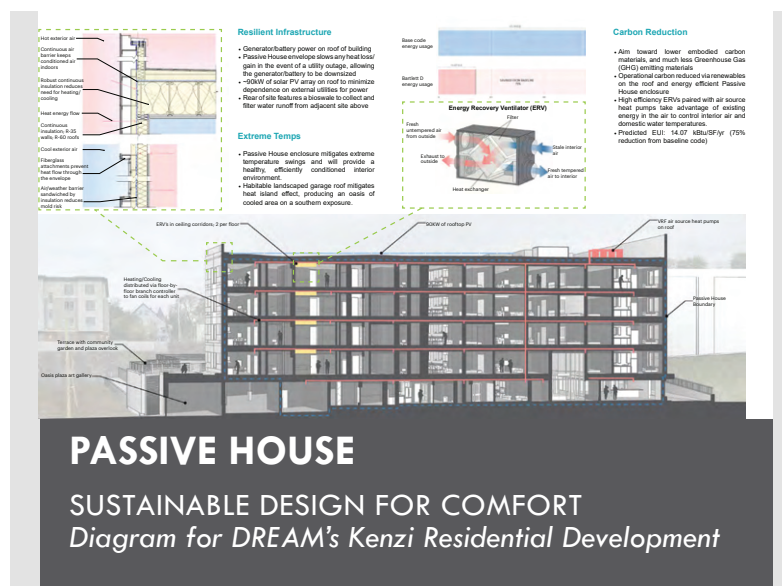 Hot exterior air
Continuous air
barrier keeps
conditioned air
indoors
Robust continuous
insulation reduces
need for heating/
cooling
Heat energy flow
Continuous
insulation, R-35
walls, R-60 roofs
Cool exterior air
Fiberglass
attachments prevent
heat flow through
the envelope
Air/weather barrier
sandwiched by
insulation reduces
mold risk
Resilient Infrastructure
• Generator/battery power on roof of building
• Passive House envelope slows any heat loss/
gain in the event of a utility outage, allowing
the generator/battery to be downsized
• ~90kW of solar PV array on roof to minimize
dependence on external utilities for power
• Rear of site features a bioswale to collect and
filter water runoff from adjacent site above
Extreme Temps
• Passive House enclosure mitigates extreme
temperature swings and will provide a
healthy, efficiently conditioned interior
environment.
• Habitable landscaped garage roof mitigates
heat island effect, producing an oasis of
cooled area on a southern exposure.
Base code
energy usage
Bartlett D
energy usage
Energy Recovery Ventilator (ERV)
Filter
Fresh
untempered air
from outside
Exhaust to
outside
Stale interior
air
Fresh tempered
air to interior
Heat exchanger
Carbon Reduction
• Aim toward lower embodied carbon
materials, and much less Greenhouse Gas
(GHG) emitting materials
• Operational carbon reduced via renewables
on the roof and energy efficient Passive
House enclosure
• High efficiency ERVs paired with air source
heat pumps take advantage of existing
energy in the air to control interior air and
domestic water temperatures.
• Predicted EUI: 14.07 kBtu/SF/yr (75%
reduction from baseline code)
ERV's in ceiling corridors; 2 per floor
90KW of rooftop PV
VRF air source heat pumps
on roof
Heating/Cooling
distributed via floor-by-
floor branch controller
to fan coils for each unit
Passive House
Boundary
Terrace with community
garden and plaza overlook
Oasis plaza art gallery
PASSIVE HOUSE
SUSTAINABLE DESIGN FOR COMFORT
Diagram for DREAM's Kenzi Residential Development